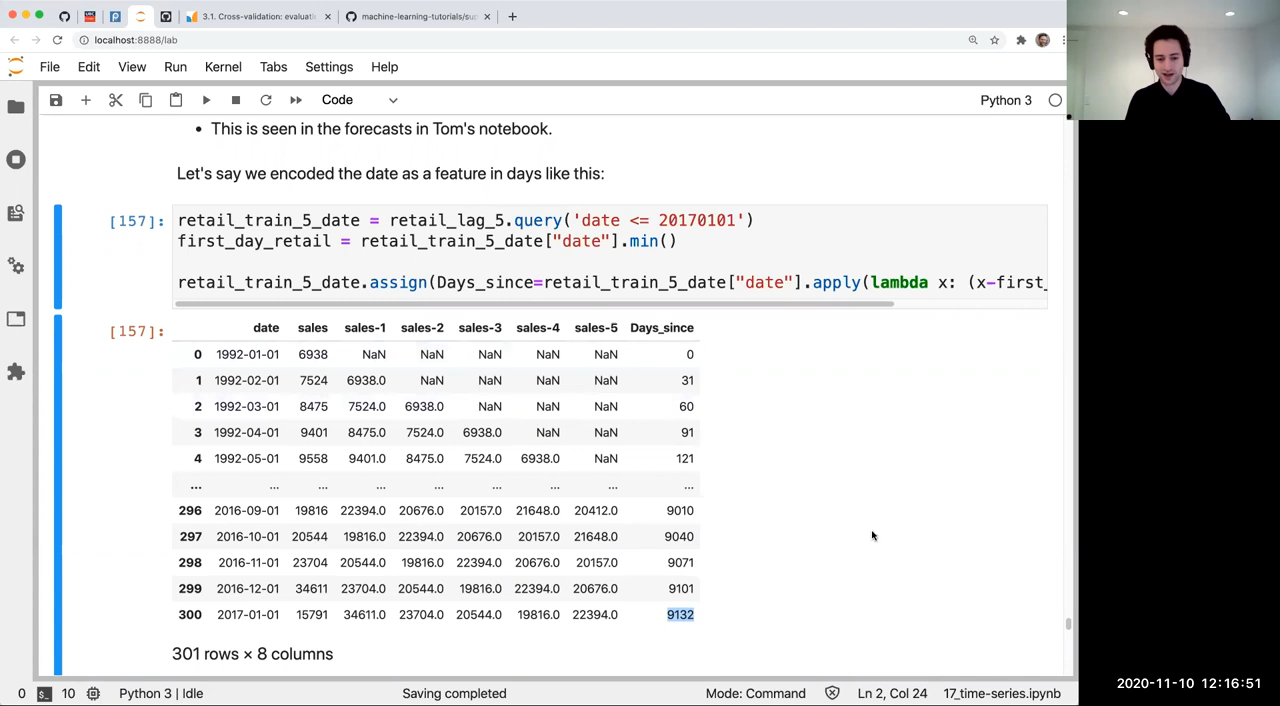 3.1. Cross-validation: evaluati
machine-learning-tutorials/su
localhost:8888/lab
File Edit View Run Kernel Tabs Settings Help
Code
Python 3
• This is seen in the forecasts in Tom's notebook.
Let's say we encoded the date as a feature in days like this:
[157]: retail_train_5_date = retail_lag_5.query('date <= 20170101')
first_day_retail = retail_train_5_date["date"].min()
retail_train_5_date.assign(Days_since=retail_train_5_date["date"].apply(lambda x: (x-first_
[157]:
date sales sales-1 sales-2 sales-3 sales-4 sales-5 Days_since
0 1992-01-01 6938 NaN NaN NaN NaN NaN 0
1 1992-02-01 7524 6938.0 NaN NaN NaN NaN 31
2 1992-03-01 8475 7524.0 6938.0 NaN NaN NaN 60
3 1992-04-01 9401 8475.0 7524.0 6938.0 NaN NaN 91
4 1992-05-01 9558 9401.0 8475.0 7524.0 6938.0 NaN 121
... ... ... ... ... ... ... ... ...
296 2016-09-01 19816 22394.0 20676.0 20157.0 21648.0 20412.0 9010
297 2016-10-01 20544 19816.0 22394.0 20676.0 20157.0 21648.0 9040
298 2016-11-01 23704 20544.0 19816.0 22394.0 20676.0 20157.0 9071
299 2016-12-01 34611 23704.0 20544.0 19816.0 22394.0 20676.0 9101
300 2017-01-01 15791 34611.0 23704.0 20544.0 19816.0 22394.0 9132
301 rows × 8 columns
0 10 Python 3 | Idle Saving completed Mode: Command Ln 2, Col 24 17_time-series.ipynb
2020-11-10 12:16:51